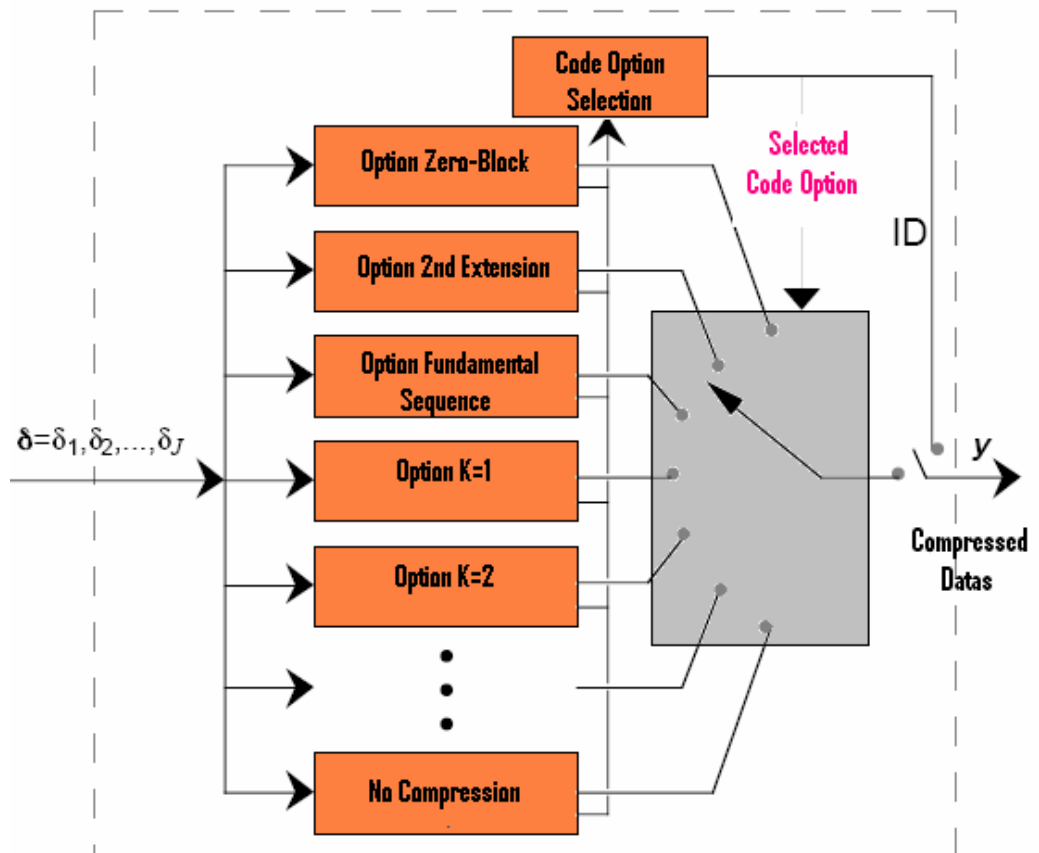 Code Option
Selection
Option Zero-Block
Selected
Code Option
ID
Option 2nd Extension
Option Fundamental
Sequence
δ=δ1,δ2,...,δJ
Option K=1
y
Compressed
Datas
Option K=2
No Compression